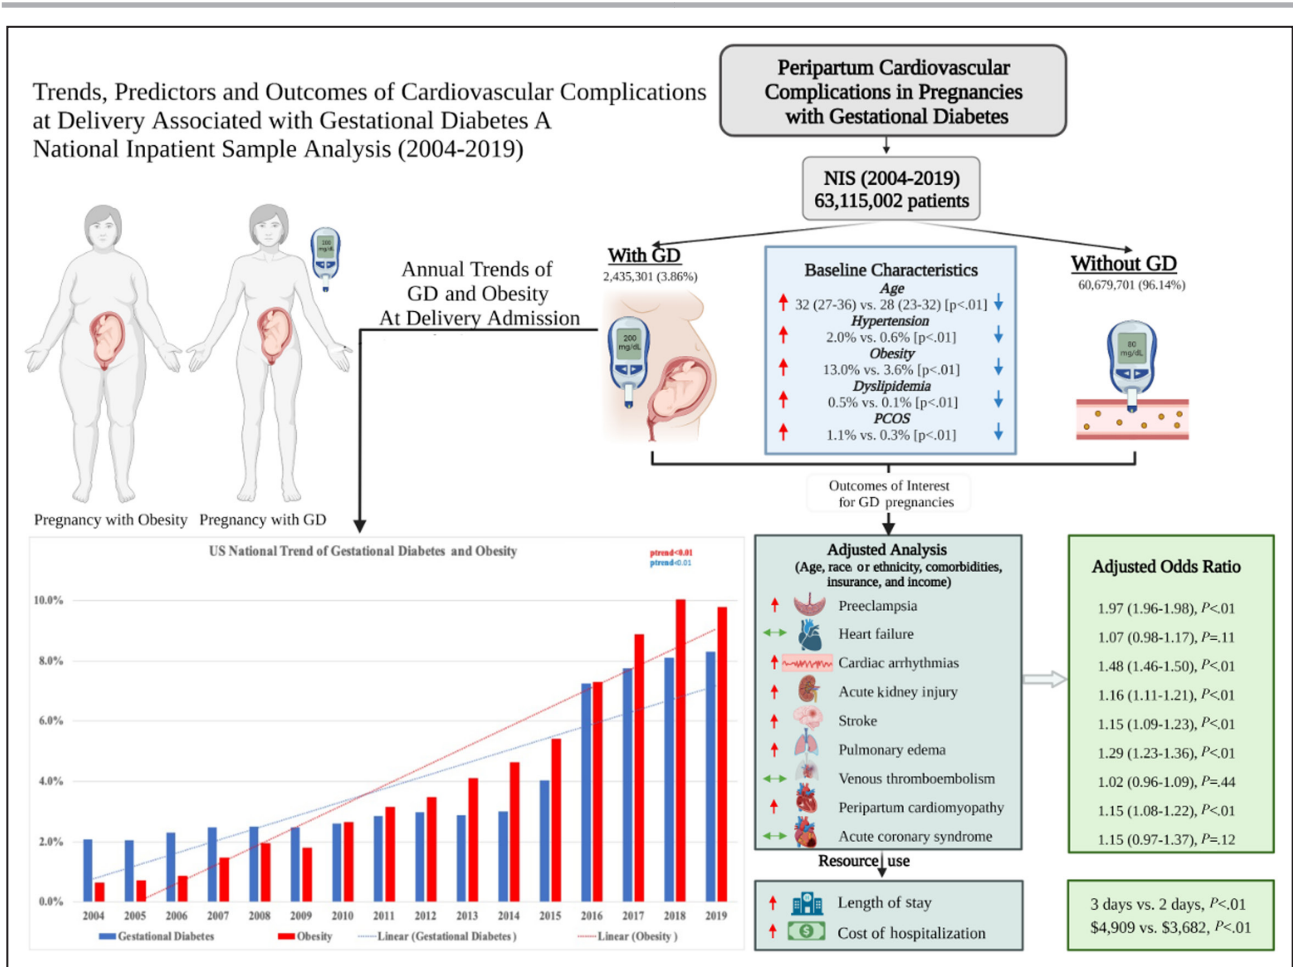 Trends, Predictors and Outcomes of Cardiovascular Complications
at Delivery Associated with Gestational Diabetes A
National Inpatient Sample Analysis (2004-2019)
Peripartum Cardiovascular
Complications in Pregnancies
with Gestational Diabetes
NIS (2004-2019)
63,115,002 patients
With GD
2,435,301 (3.86%)
Without GD
60,679,701 (96.14%)
200
mg/dL
Annual Trends of
GD and Obesity
At Delivery Admission
200
mg/dL
80
mg/dL
Baseline Characteristics
Age
32 (27-36) vs. 28 (23-32) [p<.01]
Hypertension
2.0% vs. 0.6% [p<.01]
Obesity
13.0% vs. 3.6% [p<.01]
Dyslipidemia
0.5% vs. 0.1% [p<.01]
PCOS
1.1% vs. 0.3% [p<.01]
Pregnancy with Obesity
Pregnancy with GD
Outcomes of Interest
for GD pregnancies
US National Trend of Gestational Diabetes and Obesity
ptrend<0.01
ptrend<0.01
10.0%
8.0%
6.0%
4.0%
2.0%
0.0%
2004 2005 2006 2007 2008 2009 2010 2011 2012 2013 2014 2015 2016 2017 2018 2019
Gestational Diabetes Obesity Linear (Gestational Diabetes ) Linear (Obesity )
Adjusted Analysis
(Age, race or ethnicity, comorbidities,
insurance, and income)
Preeclampsia
Heart failure
Cardiac arrhythmias
Acute kidney injury
Stroke
Pulmonary edema
Venous thromboembolism
Peripartum cardiomyopathy
Acute coronary syndrome
Adjusted Odds Ratio
1.97 (1.96-1.98), P<.01
1.07 (0.98-1.17), P=.11
1.48 (1.46-1.50), P<.01
1.16 (1.11-1.21), P<.01
1.15 (1.09-1.23), P<.01
1.29 (1.23-1.36), P<.01
1.02 (0.96-1.09), P=.44
1.15 (1.08-1.22), P<.01
1.15 (0.97-1.37), P=.12
Resource use
Length of stay
Cost of hospitalization
3 days vs. 2 days, P<.01
$4,909 vs. $3,682, P<.01